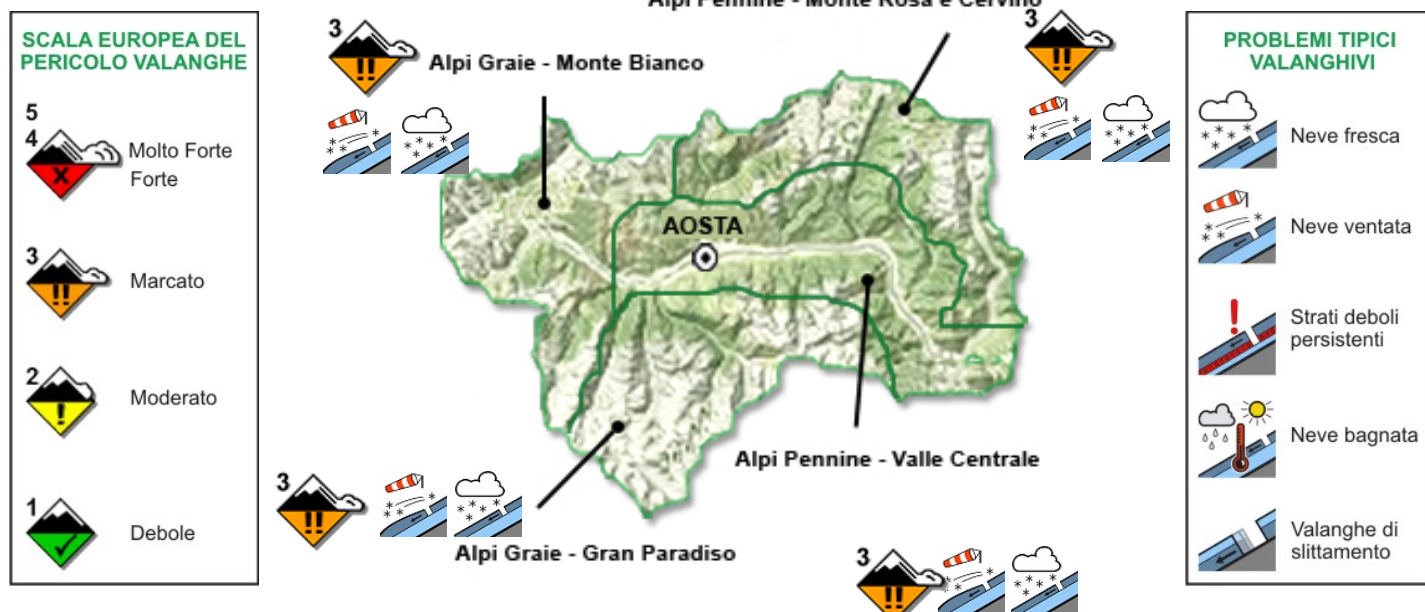 SCALA EUROPEA DEL
PERICOLO VALANGHE
5
4
Molto Forte
Forte
3
Marcato
2
Moderato
1
Debole
Alpi Pennine - Monte Rosa e Cervino
3
Alpi Graie - Monte Bianco
3
AOSTA
Alpi Pennine - Valle Centrale
3
Alpi Graie - Gran Paradiso
3
PROBLEMI TIPICI
VALANGHIVI
Neve fresca
Neve ventata
Strati deboli
persistenti
Neve bagnata
Valanghe di
slittamento